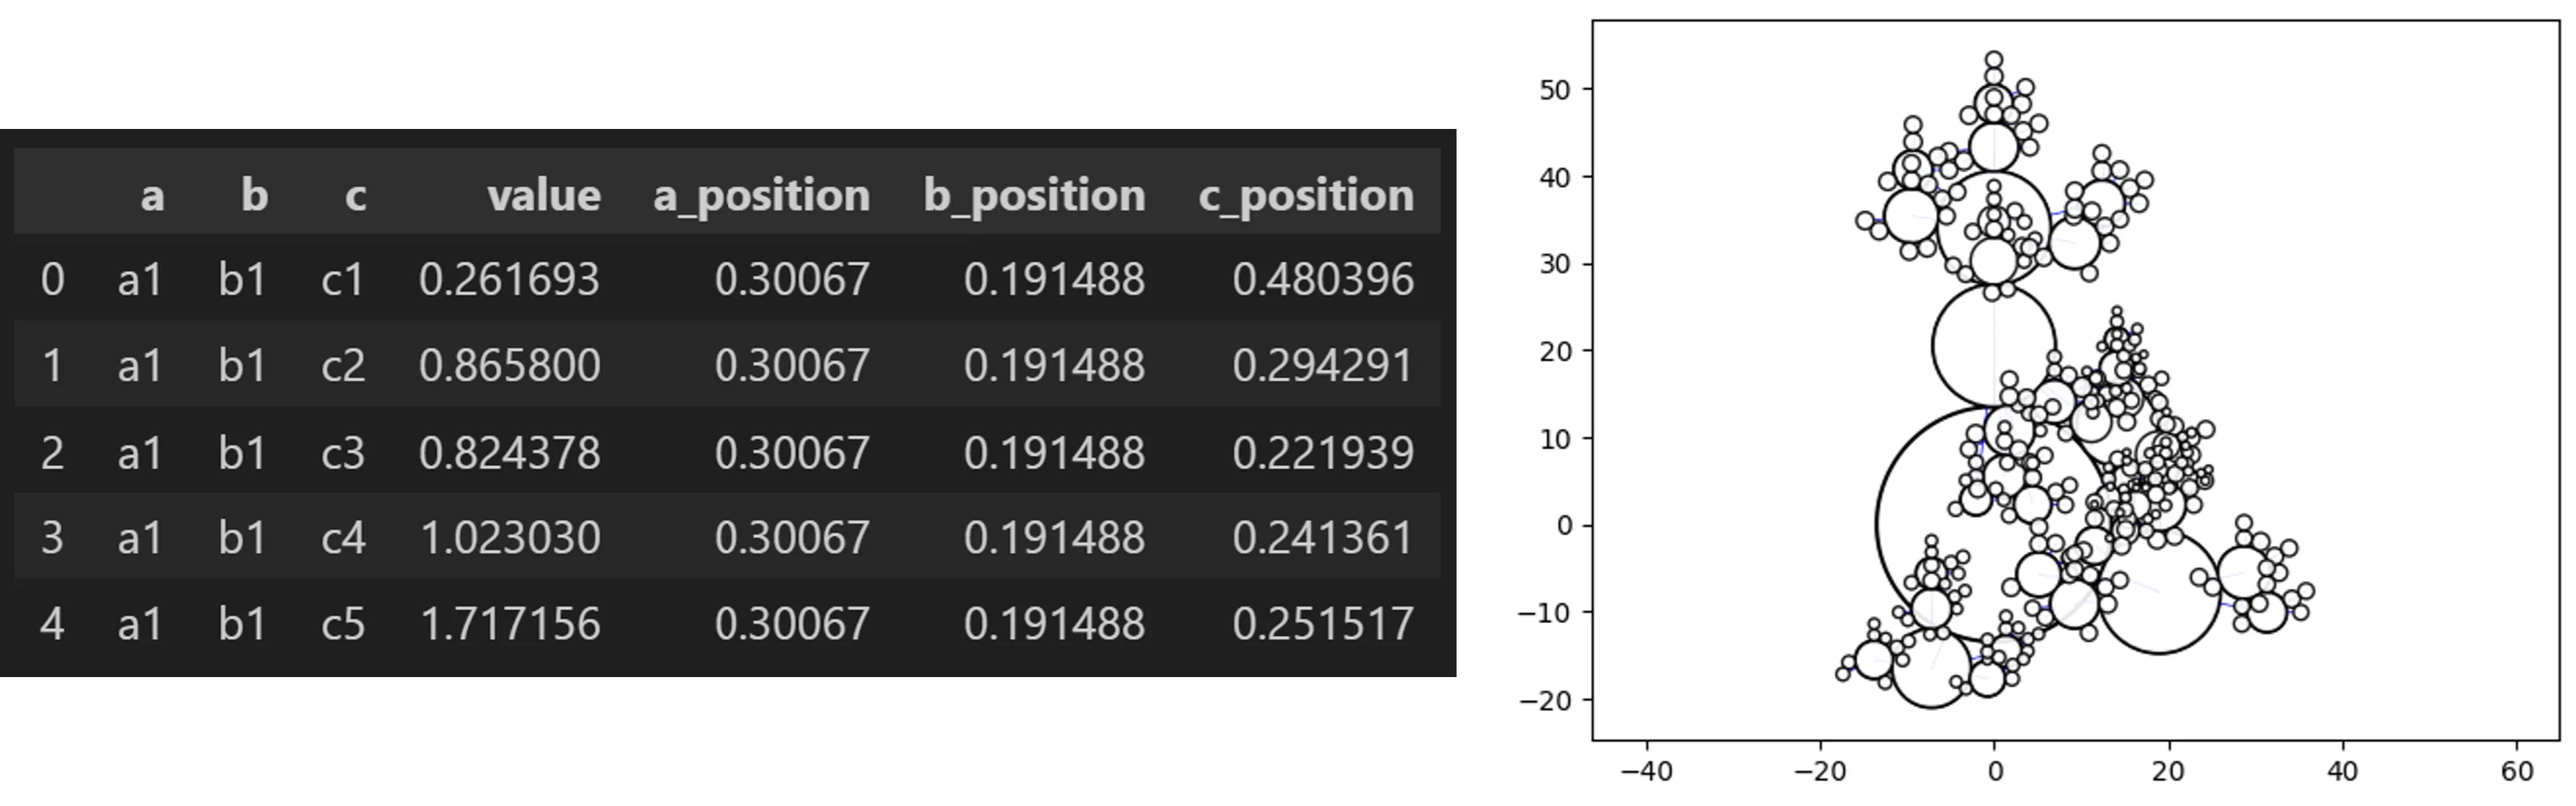 a b c value a_position b_position c_position
0 a1 b1 c1 0.261693 0.30067 0.191488 0.480396
1 a1 b1 c2 0.865800 0.30067 0.191488 0.294291
2 a1 b1 c3 0.824378 0.30067 0.191488 0.221939
3 a1 b1 c4 1.023030 0.30067 0.191488 0.241361
4 a1 b1 c5 1.717156 0.30067 0.191488 0.251517
50
40
30
20
10
0
−10
−20
−40 −20 0 20 40 60